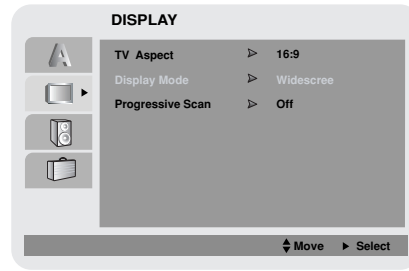 DISPLAY
A
TV Aspect 16:9
Display Mode Widescree
Progressive Scan Off
Move Select